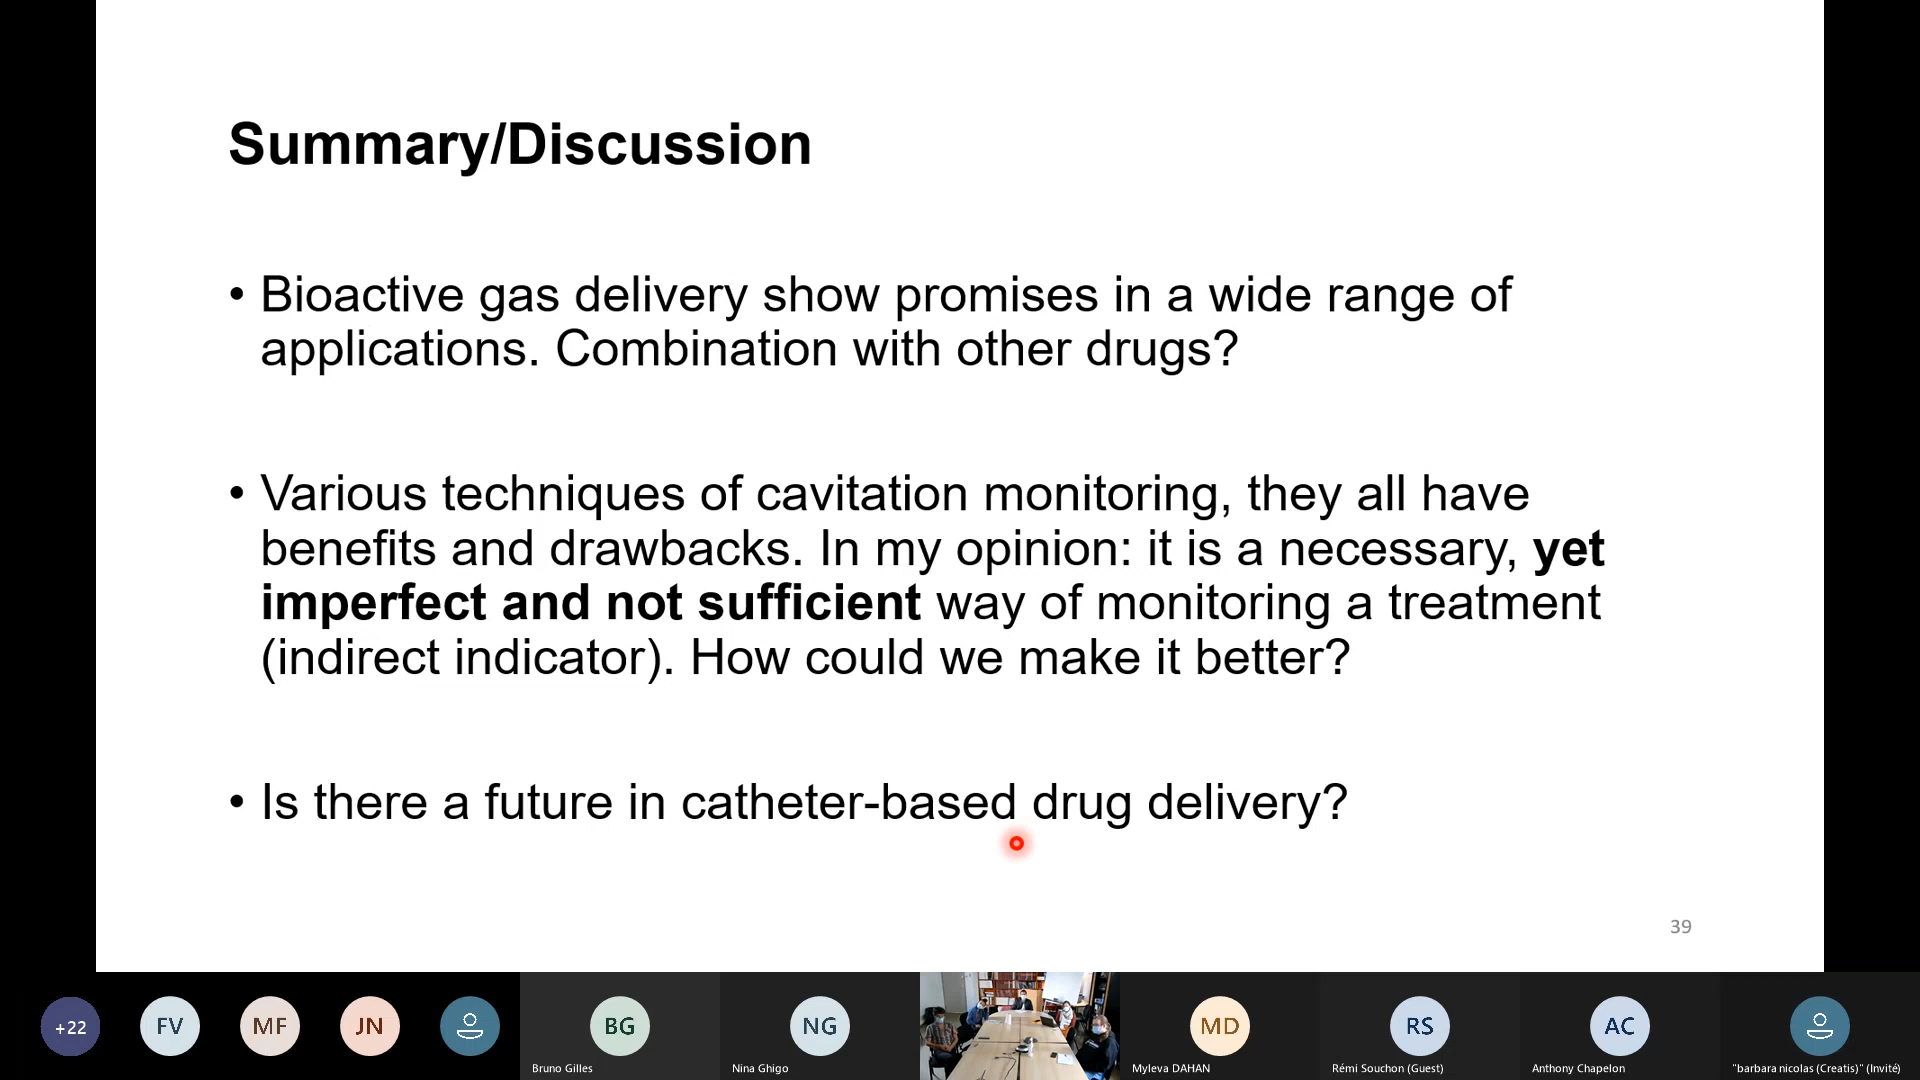 Summary/Discussion
• Bioactive gas delivery show promises in a wide range of
applications. Combination with other drugs?
• Various techniques of cavitation monitoring, they all have
benefits and drawbacks. In my opinion: it is a necessary, yet
imperfect and not sufficient way of monitoring a treatment
(indirect indicator). How could we make it better?
• Is there a future in catheter-based drug delivery?
39
+22
FV
MF
JN
BG
Bruno Gilles
NG
Nina Ghigo
MD
Myleva DAHAN
RS
Rémi Souchon (Guest)
AC
Anthony Chapelon
"barbara nicolas (Creatis)" (Invité)